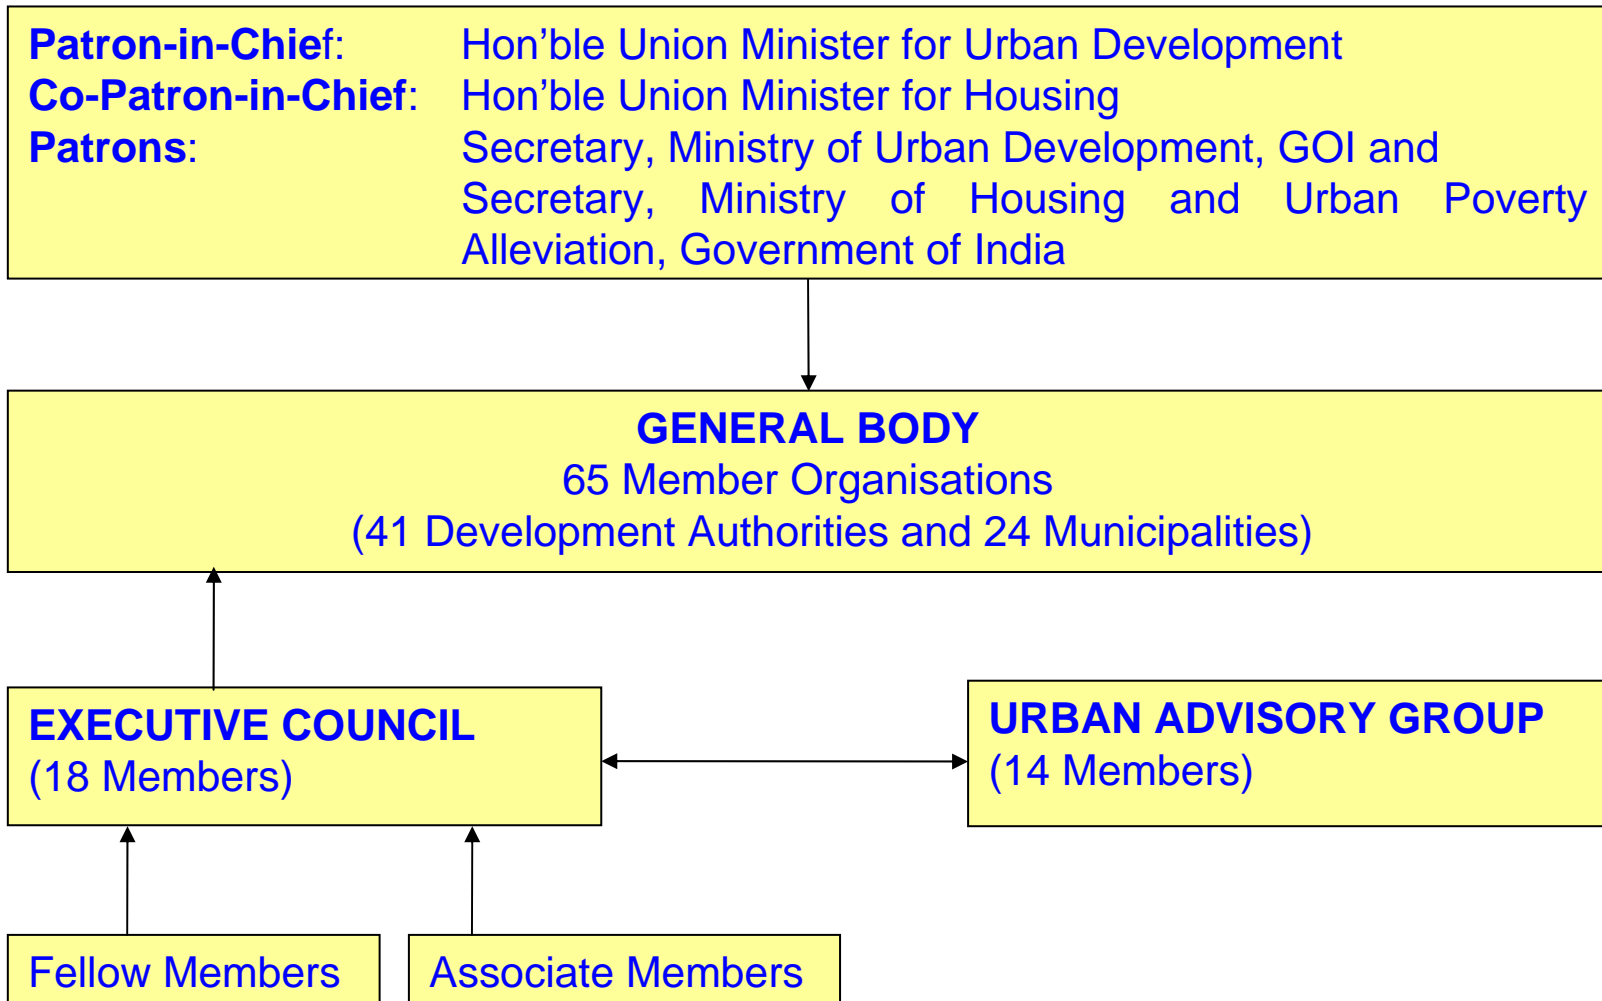 Patron-in-Chief: Hon’ble Union Minister for Urban Development
Co-Patron-in-Chief: Hon’ble Union Minister for Housing
Patrons: Secretary, Ministry of Urban Development, GOI and
Secretary, Ministry of Housing and Urban Poverty
Alleviation, Government of India
GENERAL BODY
65 Member Organisations
(41 Development Authorities and 24 Municipalities)
EXECUTIVE COUNCIL
(18 Members)
URBAN ADVISORY GROUP
(14 Members)
Fellow Members
Associate Members